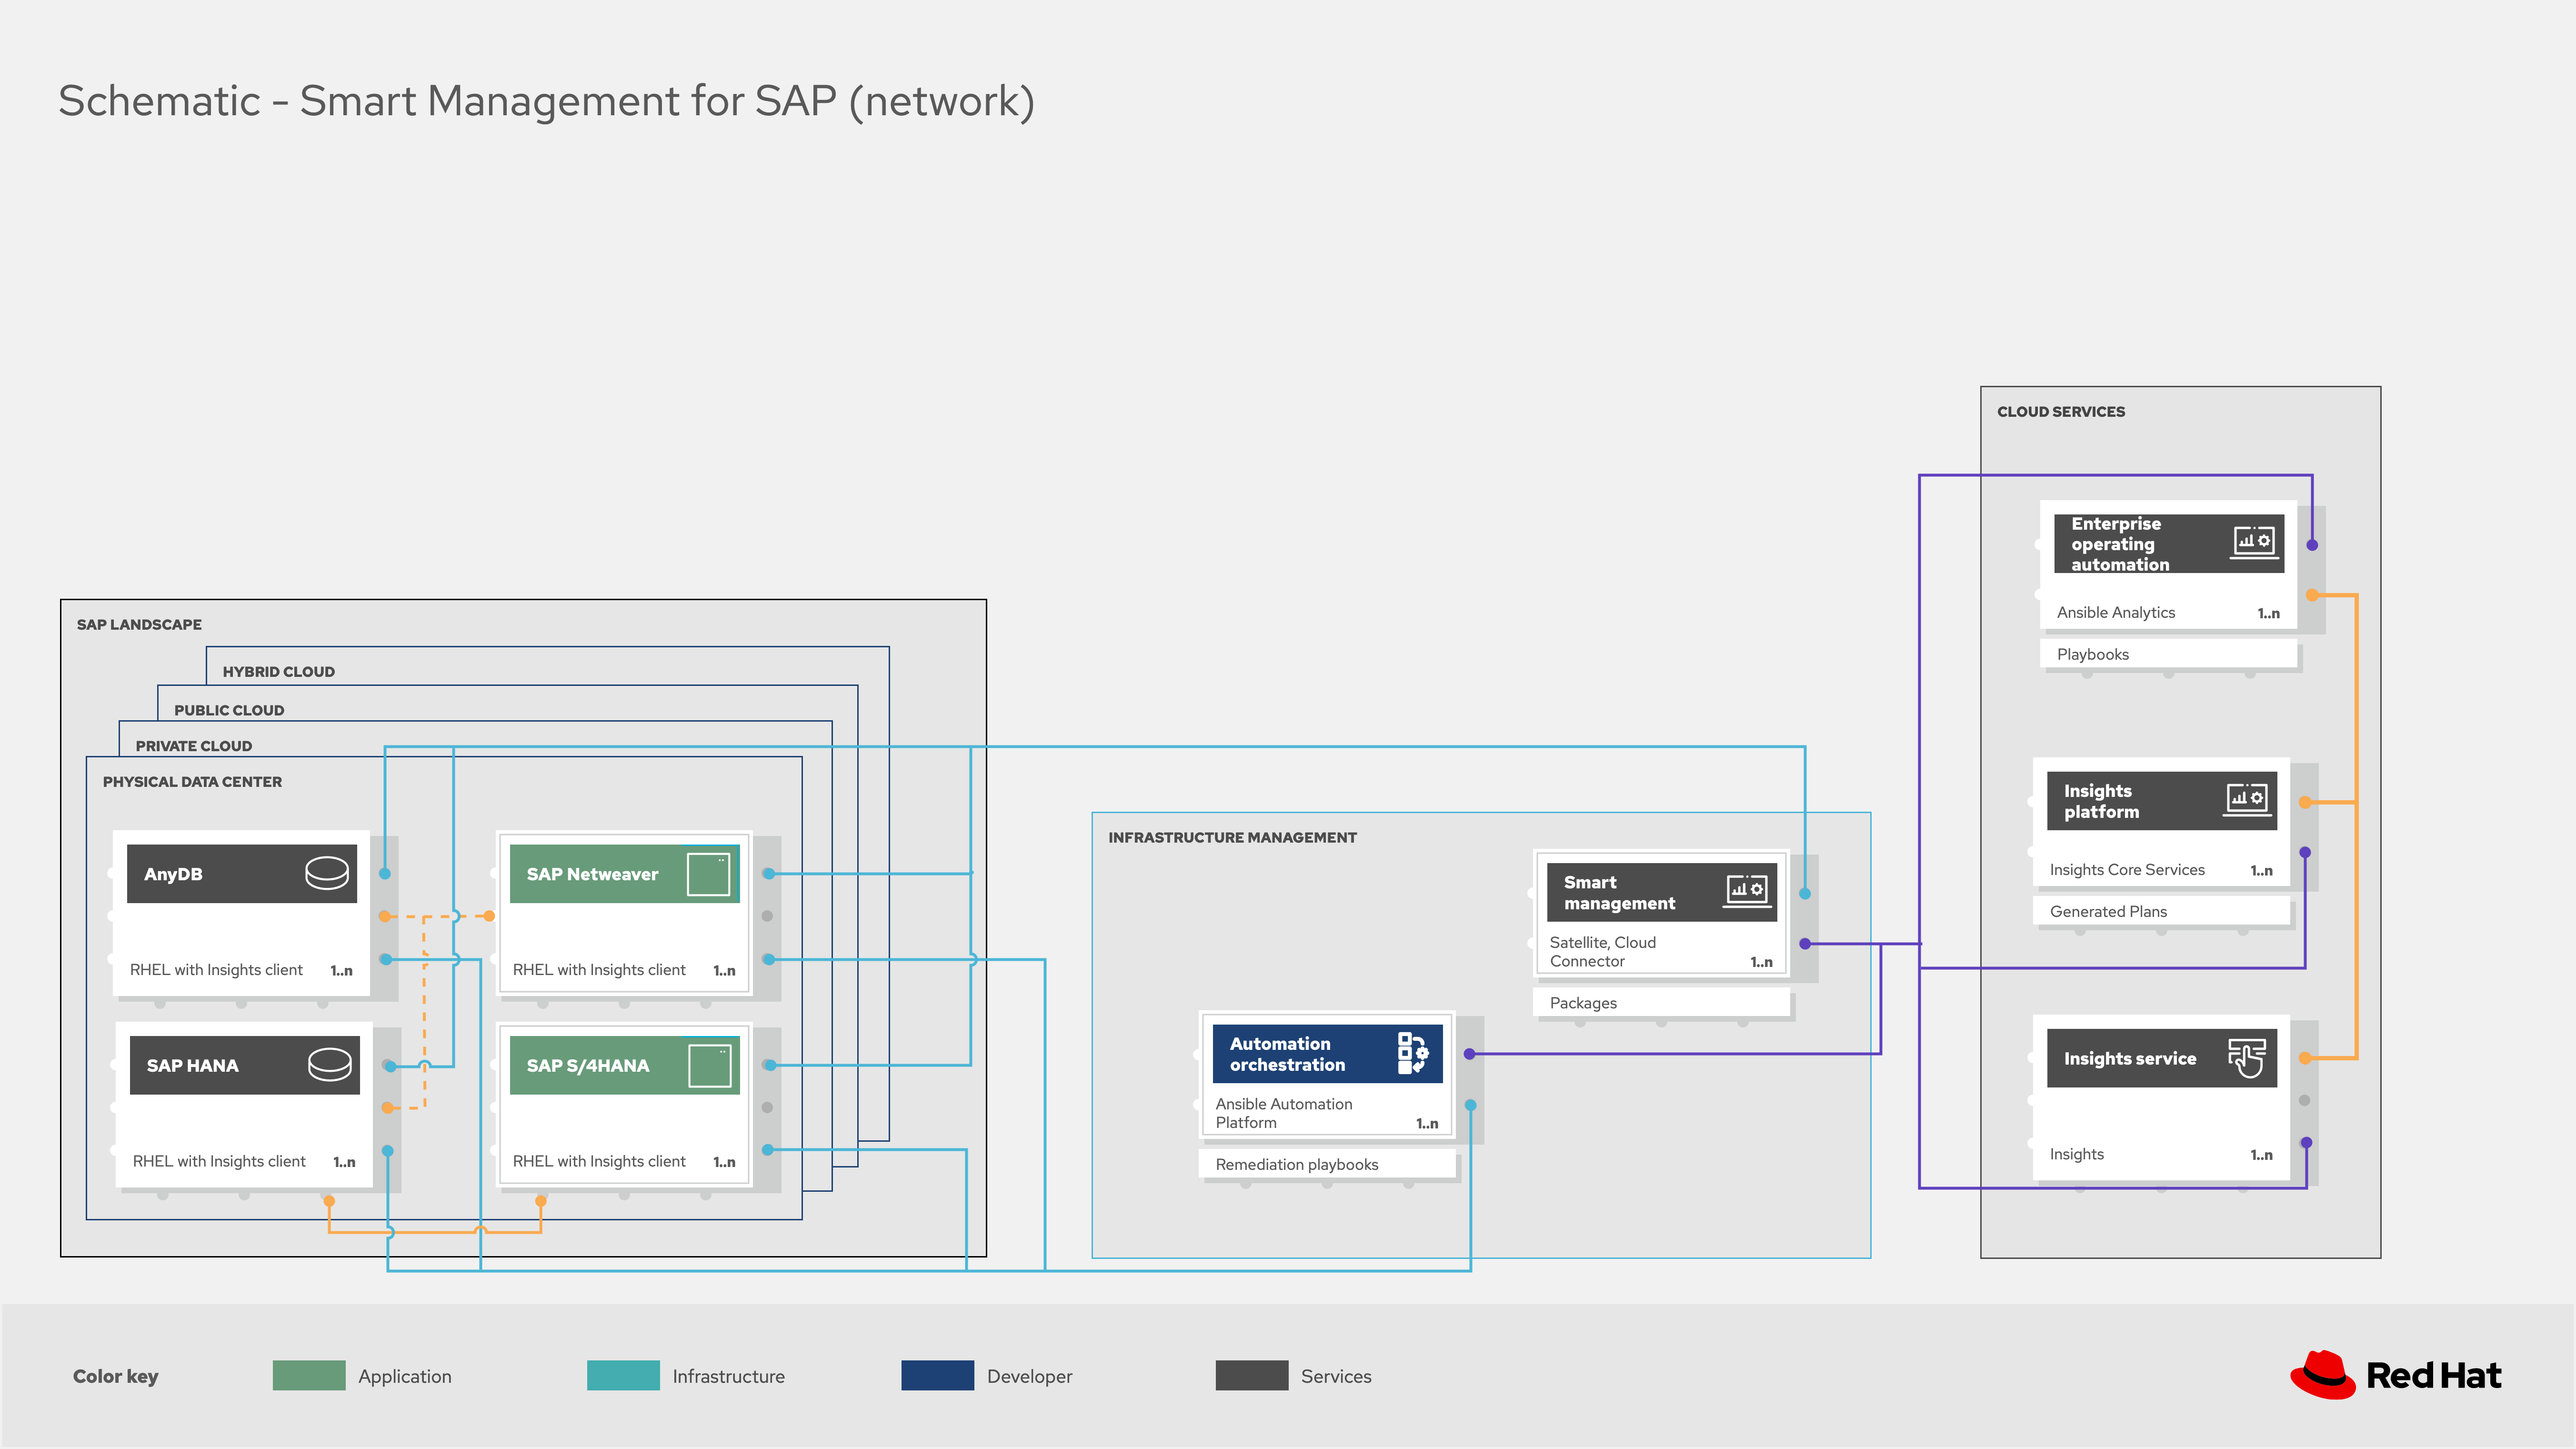 Schematic - Smart Management for SAP (network)
CLOUD SERVICES
Enterprise
operating
automation
Ansible Analytics
1..n
Playbooks
SAP LANDSCAPE
HYBRID CLOUD
PUBLIC CLOUD
PRIVATE CLOUD
PHYSICAL DATA CENTER
AnyDB
RHEL with Insights client
1..n
SAP Netweaver
RHEL with Insights client
1..n
SAP HANA
RHEL with Insights client
1..n
SAP S/4HANA
RHEL with Insights client
1..n
INFRASTRUCTURE MANAGEMENT
Smart
management
Satellite, Cloud
Connector
1..n
Packages
Automation
orchestration
Ansible Automation
Platform
1..n
Remediation playbooks
Insights
platform
Insights Core Services
1..n
Generated Plans
Insights service
Insights
1..n
Color key
Application
Infrastructure
Developer
Services
Red Hat